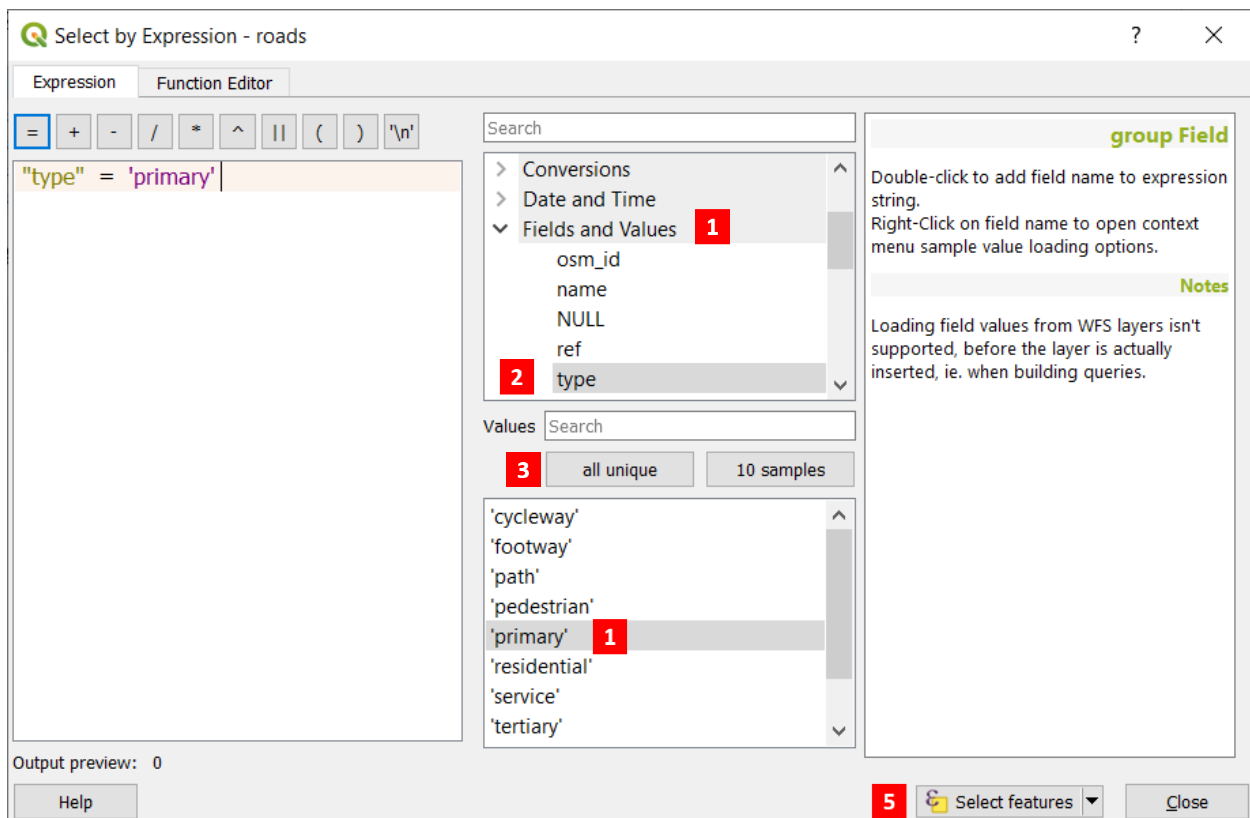 Select by Expression - roads
?
Expression
Function Editor
= + - / * ^ || ( ) '\n'
"type" = 'primary'
Output preview: 0
Help
Search
Conversions
Date and Time
Fields and Values 1
osm_id
name
NULL
ref
2 type
Values Search
3 all unique 10 samples
'cycleway'
'footway'
'path'
'pedestrian'
'primary' 1
'residential'
'service'
'tertiary'
group Field
Double-click to add field name to expression
string.
Right-Click on field name to open context
menu sample value loading options.
Notes
Loading field values from WFS layers isn't
supported, before the layer is actually
inserted, ie. when building queries.
5 ε Select features
Close